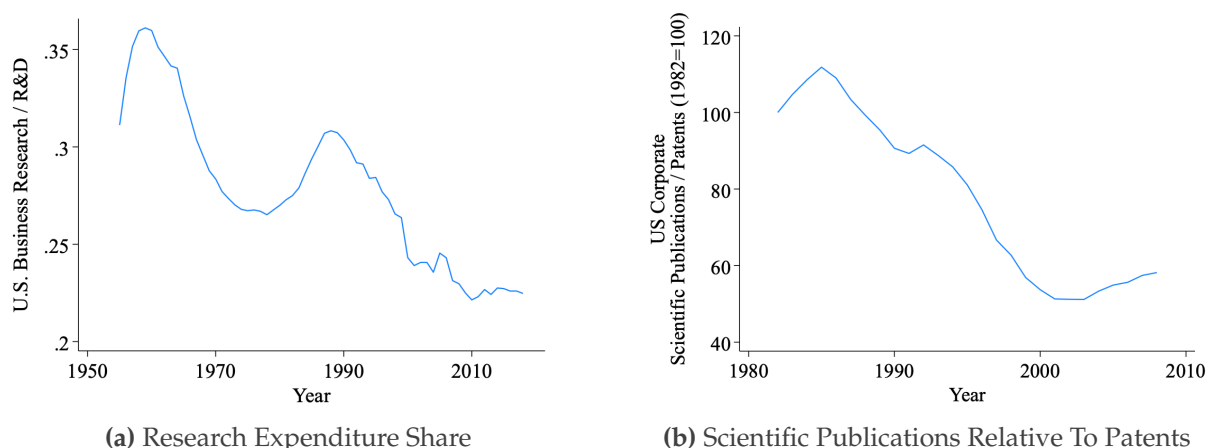 U.S. Business Research / R&D
.35
.3
.25
.2
1950
1970
1990
2010
Year
(a) Research Expenditure Share
US Corporate
Scientific Publications / Patents (1982=100)
120
100
80
60
40
1980
1990
2000
2010
Year
(b) Scientific Publications Relative To Patents